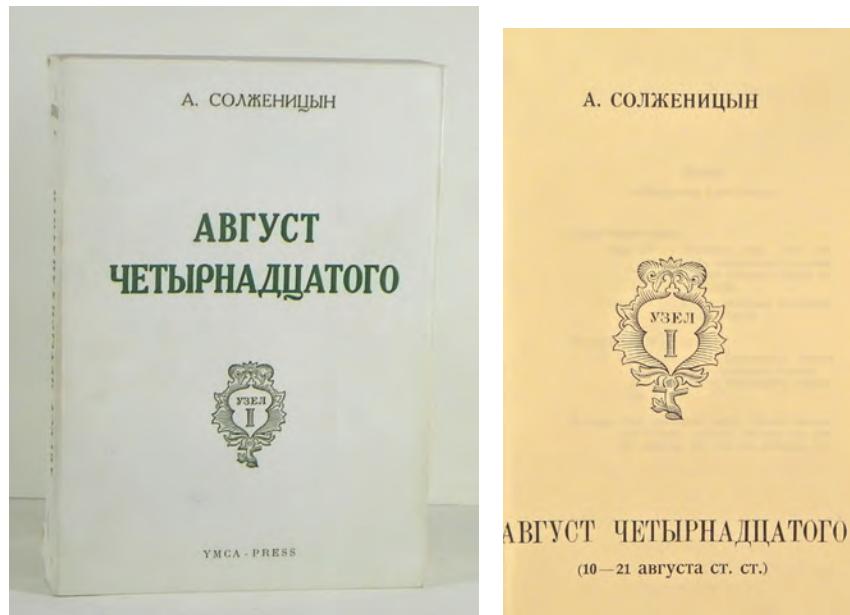 А. СОЛЖЕНИЦЫН
АВГУСТ
ЧЕТЫРНАДЦАТОГО
УЗЕЛ
I
YMCA - PRESS
А. СОЛЖЕНИЦЫН
УЗЕЛ
I
АВГУСТ ЧЕТЫРНАДЦАТОГО
(10—21 августа ст. ст.)